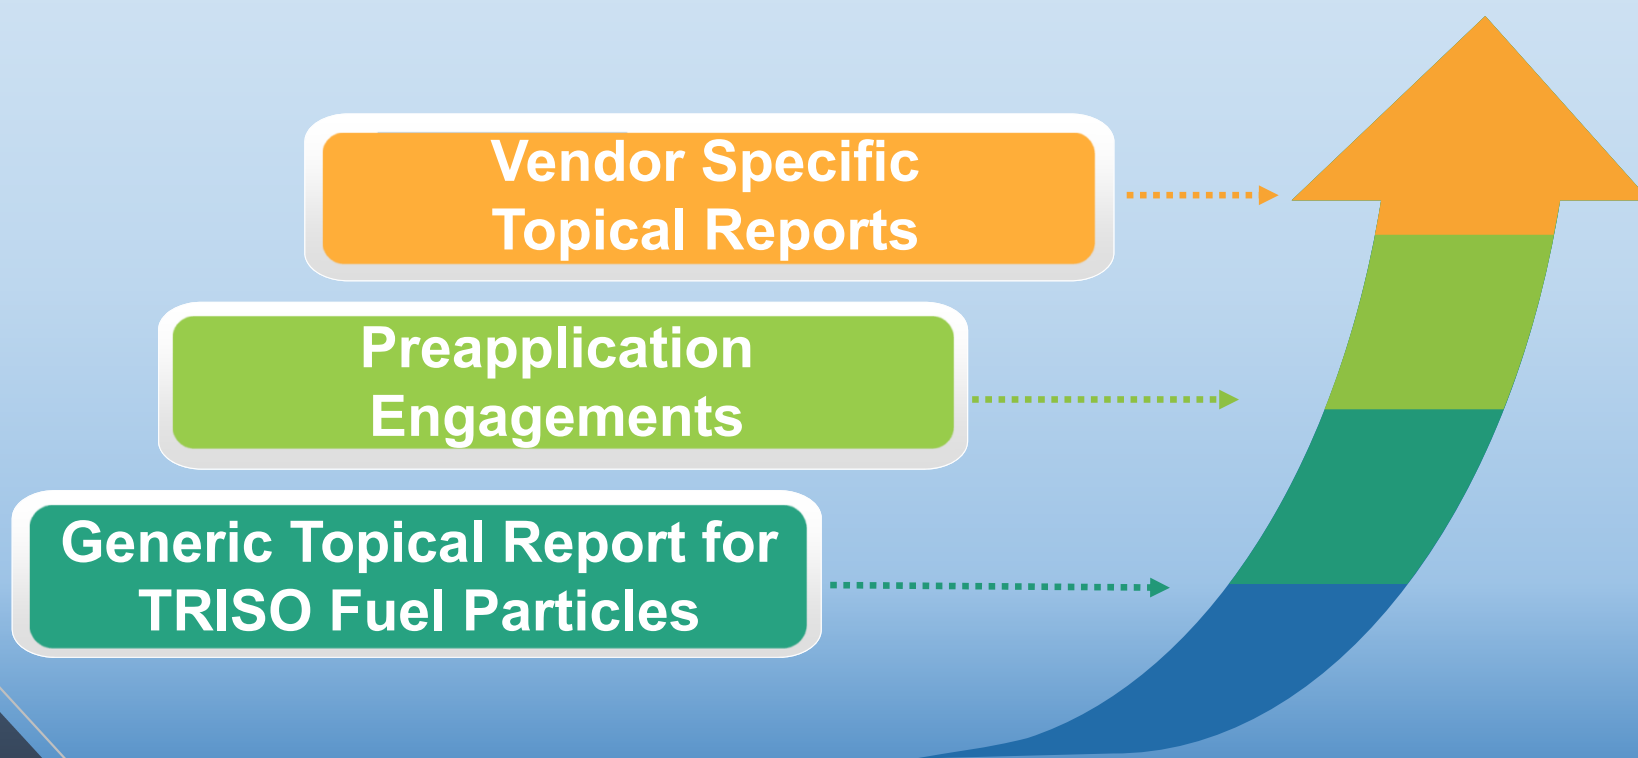 Vendor Specific
Topical Reports
Preapplication
Engagements
Generic Topical Report for
TRISO Fuel Particles